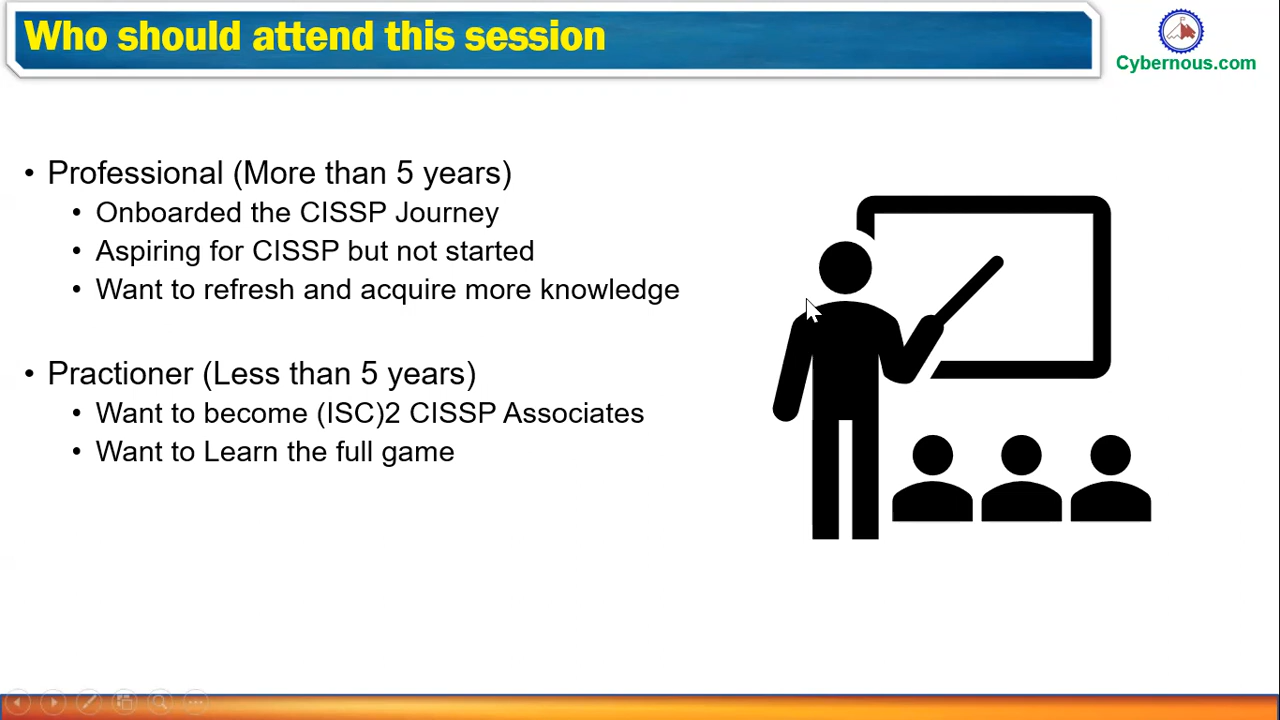 Who should attend this session
Cybernous.com
• Professional (More than 5 years)
• Onboarded the CISSP Journey
• Aspiring for CISSP but not started
• Want to refresh and acquire more knowledge
• Practioner (Less than 5 years)
• Want to become (ISC)2 CISSP Associates
• Want to Learn the full game